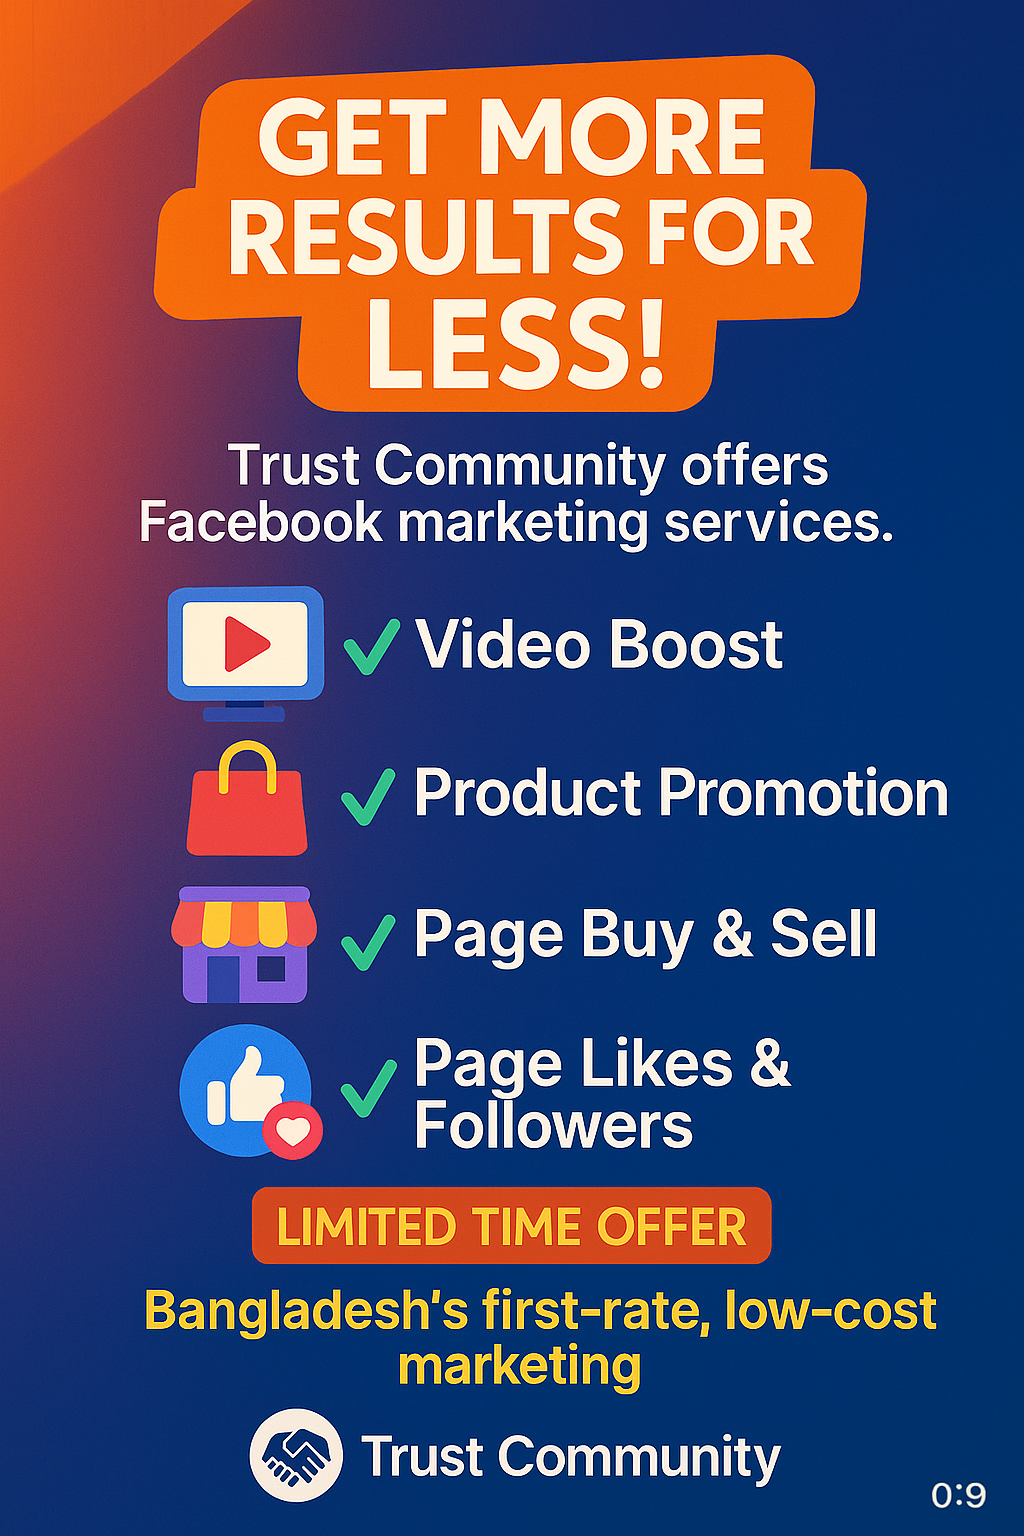 GET MORE
RESULTS FOR
LESS!
Trust Community offers
Facebook marketing services.
Video Boost
Product Promotion
Page Buy & Sell
Page Likes &
Followers
LIMITED TIME OFFER
Bangladesh's first-rate, low-cost
marketing
Trust Community
0:9